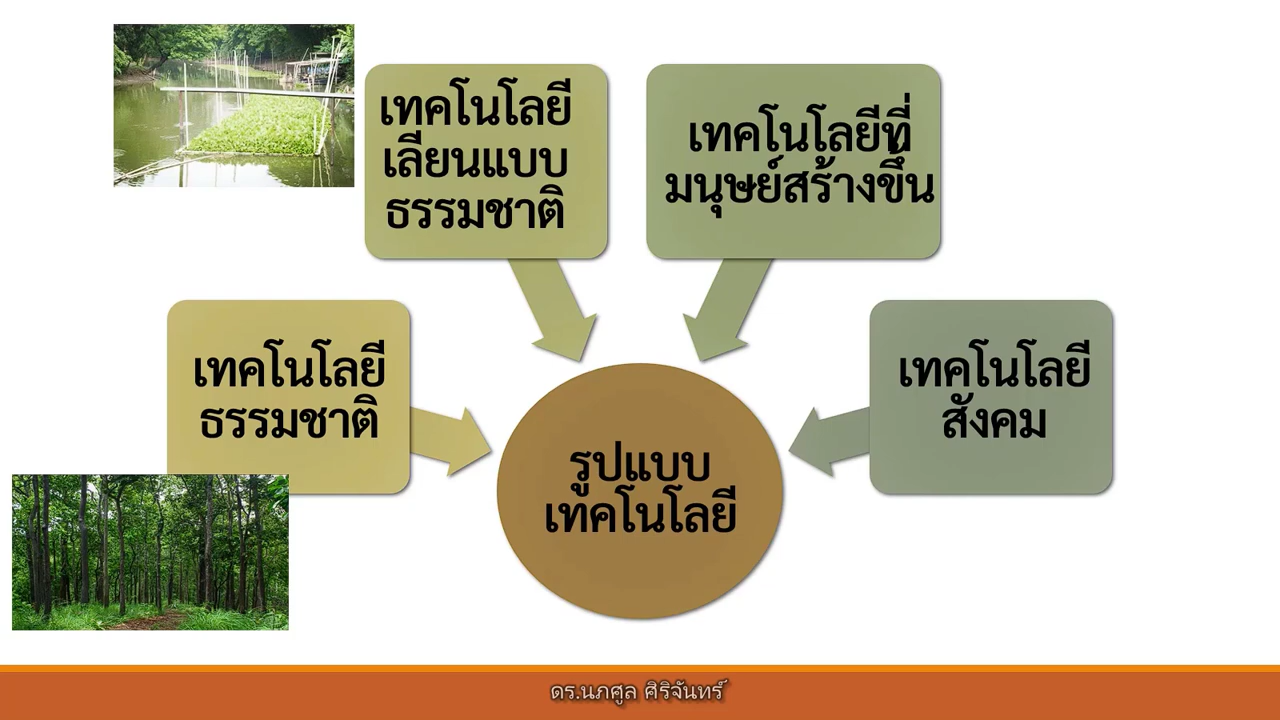 เทคโนโลยี
เลียนแบบ
ธรรมชาติ
เทคโนโลยีที่
มนุษย์สร้างขึ้น
เทคโนโลยี
ธรรมชาติ
เทคโนโลยี
สังคม
รูปแบบ
เทคโนโลยี
ดร.นภศูล ศิริจันทร์